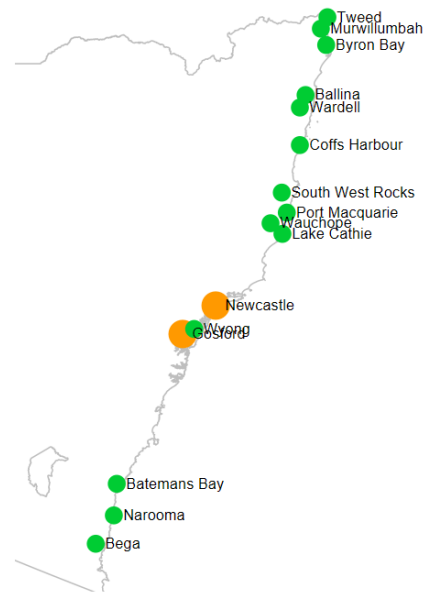 Tweed
Murwillumbah
Byron Bay
Ballina
Wardell
Coffs Harbour
South West Rocks
Port Macquarie
Wauchope
Lake Cathie
Newcastle
Wyong
Gosford
Batemans Bay
Narooma
Bega